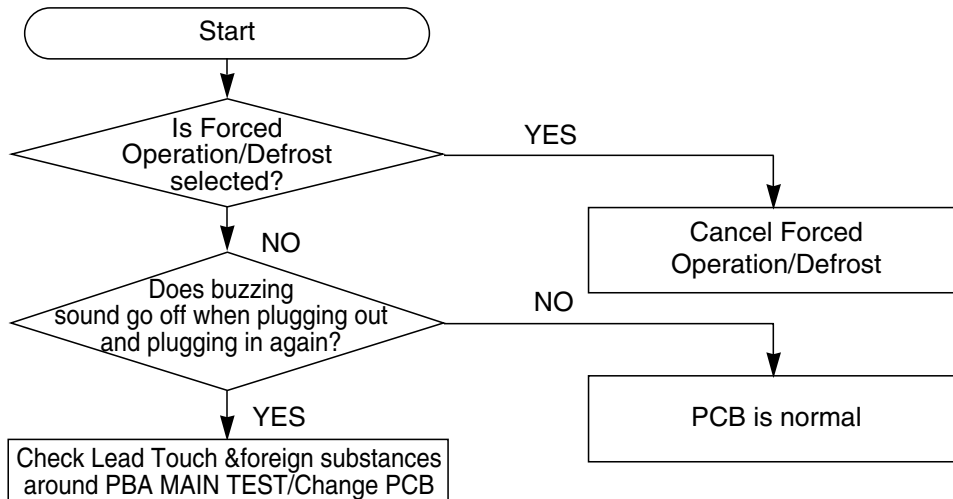 Start
Is Forced
Operation/Defrost
selected?
YES
Cancel Forced
Operation/Defrost
NO
Does buzzing
sound go off when plugging out
and plugging in again?
NO
PCB is normal
YES
Check Lead Touch &foreign substances
around PBA MAIN TEST/Change PCB